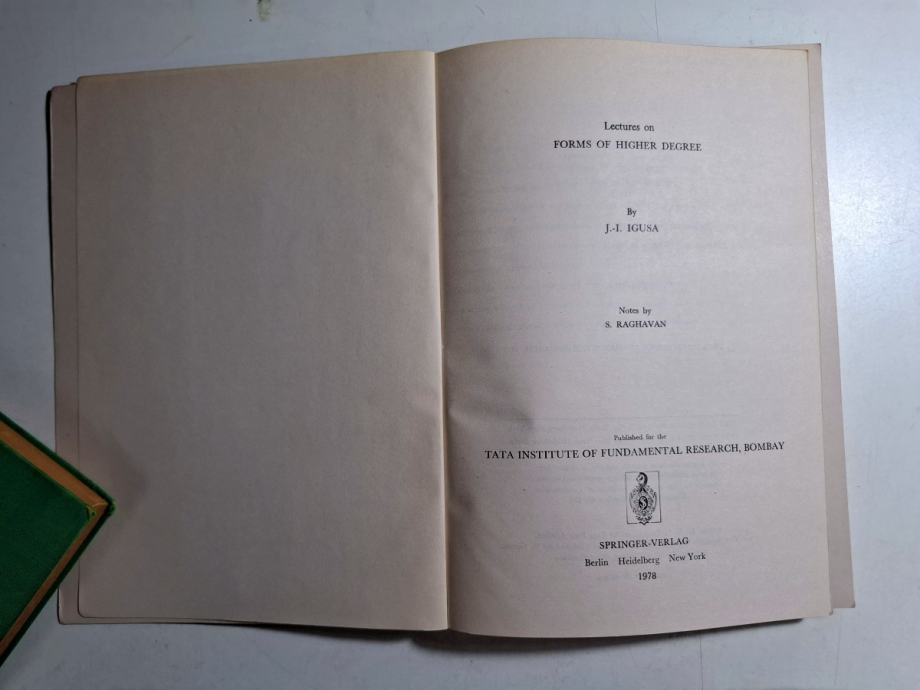 Lectures on
FORMS OF HIGHER DEGREE
By
J.-I. IGUSA
Notes by
S. RAGHAVAN
Published for the
TATA INSTITUTE OF FUNDAMENTAL RESEARCH, BOMBAY
SPRINGER-VERLAG
Berlin Heidelberg New York
1978